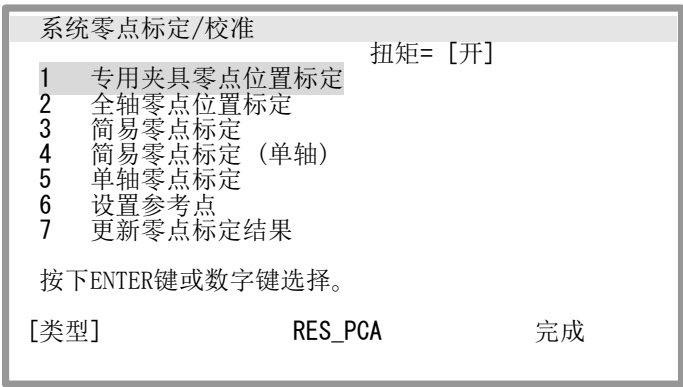 系统零点标定/校准
扭矩= [开]
1 专用夹具零点位置标定
2 全轴零点位置标定
3 简易零点标定
4 简易零点标定 (单轴)
5 单轴零点标定
6 设置参考点
7 更新零点标定结果
按下ENTER键或数字键选择。
[类型] RES_PCA 完成